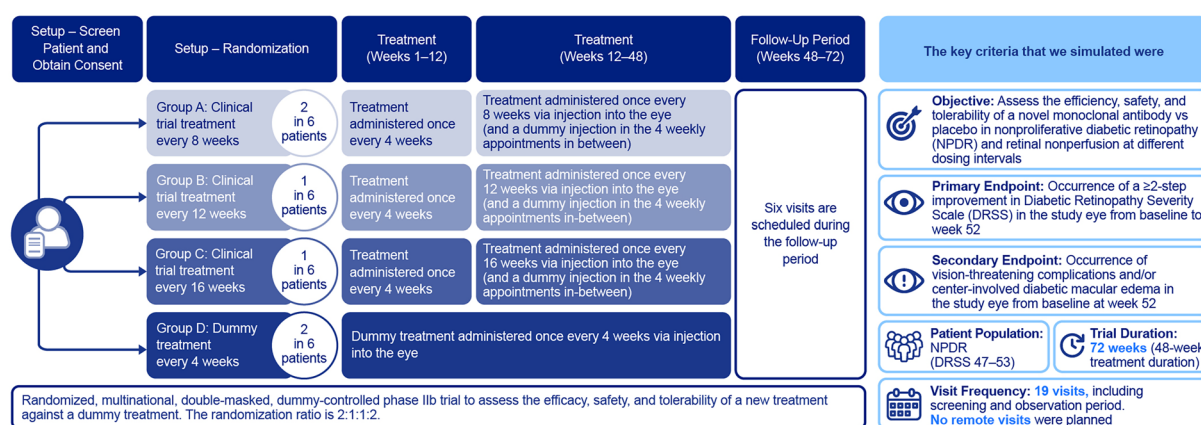 Setup – Screen
Patient and
Obtain Consent
Setup – Randomization
Treatment
(Weeks 1–12)
Treatment
(Weeks 12–48)
Follow-Up Period
(Weeks 48–72)
Group A: Clinical
trial treatment
every 8 weeks
2
in 6
patients
Treatment
administered once
every 4 weeks
Treatment administered once every
8 weeks via injection into the eye
(and a dummy injection in the 4 weekly
appointments in between)
Group B: Clinical
trial treatment
every 12 weeks
1
in 6
patients
Treatment
administered once
every 4 weeks
Treatment administered once every
12 weeks via injection into the eye
(and a dummy injection in the 4 weekly
appointments in-between)
Group C: Clinical
trial treatment
every 16 weeks
1
in 6
patients
Treatment
administered once
every 4 weeks
Treatment administered once every
16 weeks via injection into the eye
(and a dummy injection in the 4 weekly
appointments in-between)
Group D: Dummy
treatment
every 4 weeks
2
in 6
patients
Dummy treatment administered once every 4 weeks via injection
into the eye
Six visits are
scheduled during
the follow-up
period
Randomized, multinational, double-masked, dummy-controlled phase IIb trial to assess the efficacy, safety, and tolerability of a new treatment
against a dummy treatment. The randomization ratio is 2:1:1:2.
The key criteria that we simulated were
Objective: Assess the efficiency, safety, and
tolerability of a novel monoclonal antibody vs
placebo in nonproliferative diabetic retinopathy
(NPDR) and retinal nonperfusion at different
dosing intervals
Primary Endpoint: Occurrence of a ≥2-step
improvement in Diabetic Retinopathy Severity
Scale (DRSS) in the study eye from baseline to
week 52
Secondary Endpoint: Occurrence of
vision-threatening complications and/or
center-involved diabetic macular edema in
the study eye from baseline at week 52
Patient Population:
NPDR
(DRSS 47–53)
Trial Duration:
72 weeks (48-week
treatment duration)
Visit Frequency: 19 visits, including
screening and observation period.
No remote visits were planned